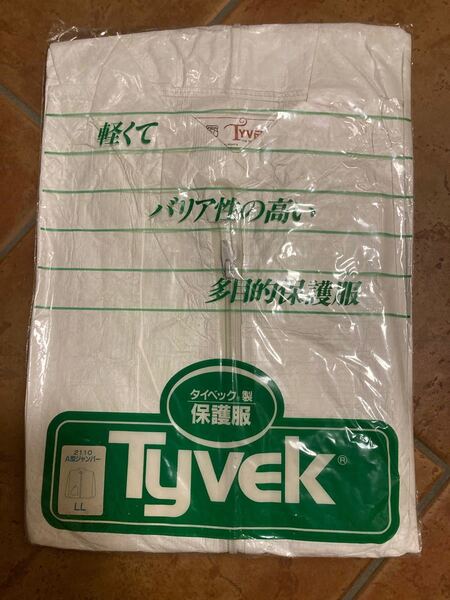 軽くて
TYVEK
バリア性の高い
多目的保護服
タイベック®製
保護服
Tyvek®
2110
A型ジャンパー
LL